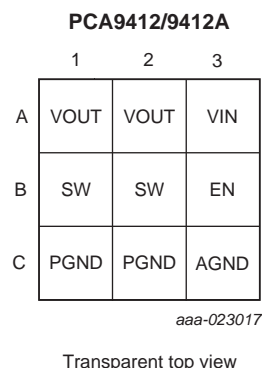 PCA9412/9412A
1 2 3
A VOUT VOUT VIN
B SW SW EN
C PGND PGND AGND
aaa-023017
Transparent top view